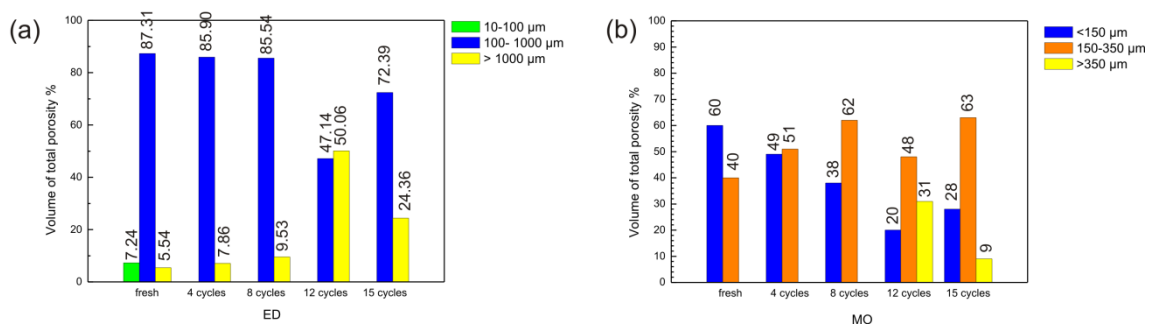 (a)
10-100 µm
100- 1000 µm
> 1000 µm
Volume of total porosity %
100
80
60
40
20
0
7.24
87.31
5.54
85.90
7.86
85.54
9.53
47.14
50.06
72.39
24.36
fresh
4 cycles
8 cycles
12 cycles
15 cycles
ED
(b)
<150 µm
150-350 µm
>350 µm
Volume of total porosity %
100
90
80
70
60
50
40
30
20
10
0
60
40
49
51
38
62
20
48
31
28
63
9
fresh
4 cycles
8 cycles
12 cycles
15 cycles
MO